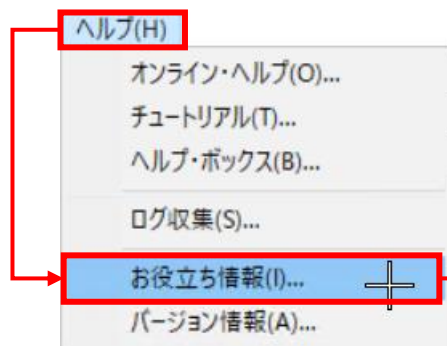 ヘルプ(H)
オンライン・ヘルプ(O)...
チュートリアル(T)...
ヘルプ・ボックス(B)...
ログ収集(S)...
お役立ち情報(I)...
バージョン情報(A)...